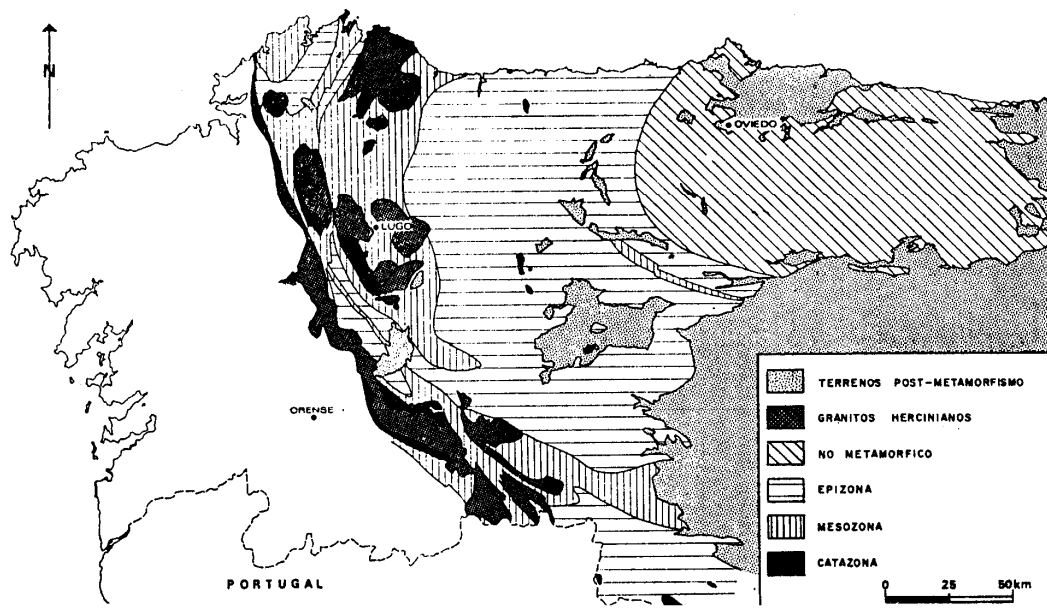 N
OVIEDO
LUGO
ORENSE
PORTUGAL
TERRENOS POST-METAMORFISMO
GRANITOS HERCINIANOS
NO METAMORFICO
EPIZONA
MESOZONA
CATAZONA
0 25 50km